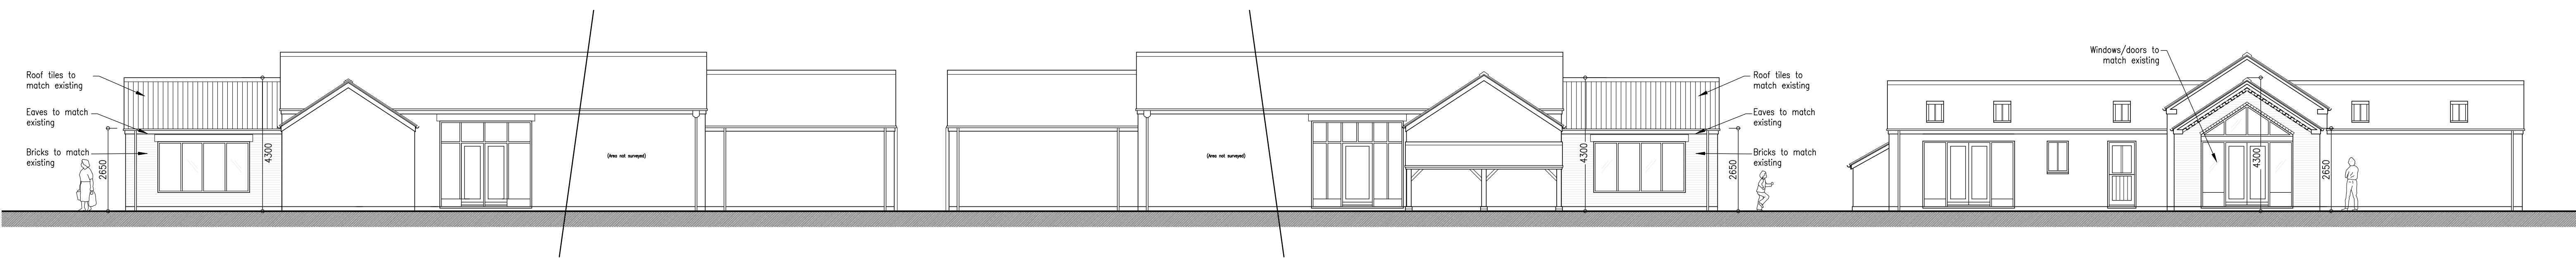 Roof tiles to
match existing
Eaves to match
existing
Bricks to match
existing
2650
4300
(Area not surveyed)
(Area not surveyed)
4300
Roof tiles to
match existing
Eaves to match
existing
Bricks to match
existing
2650
Windows/doors to
match existing
4300
2650